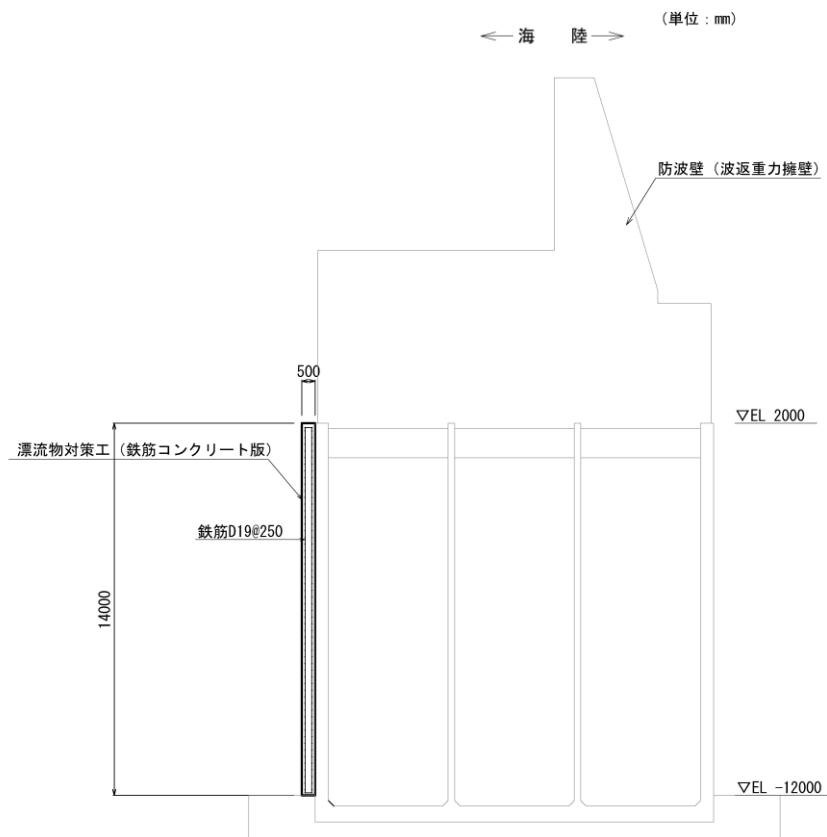 (単位：mm)
海 陸
防波壁（波返重力擁壁）
500
▽EL 2000
漂流物対策工（鉄筋コンクリート版）
鉄筋D19@250
14000
▽EL -12000